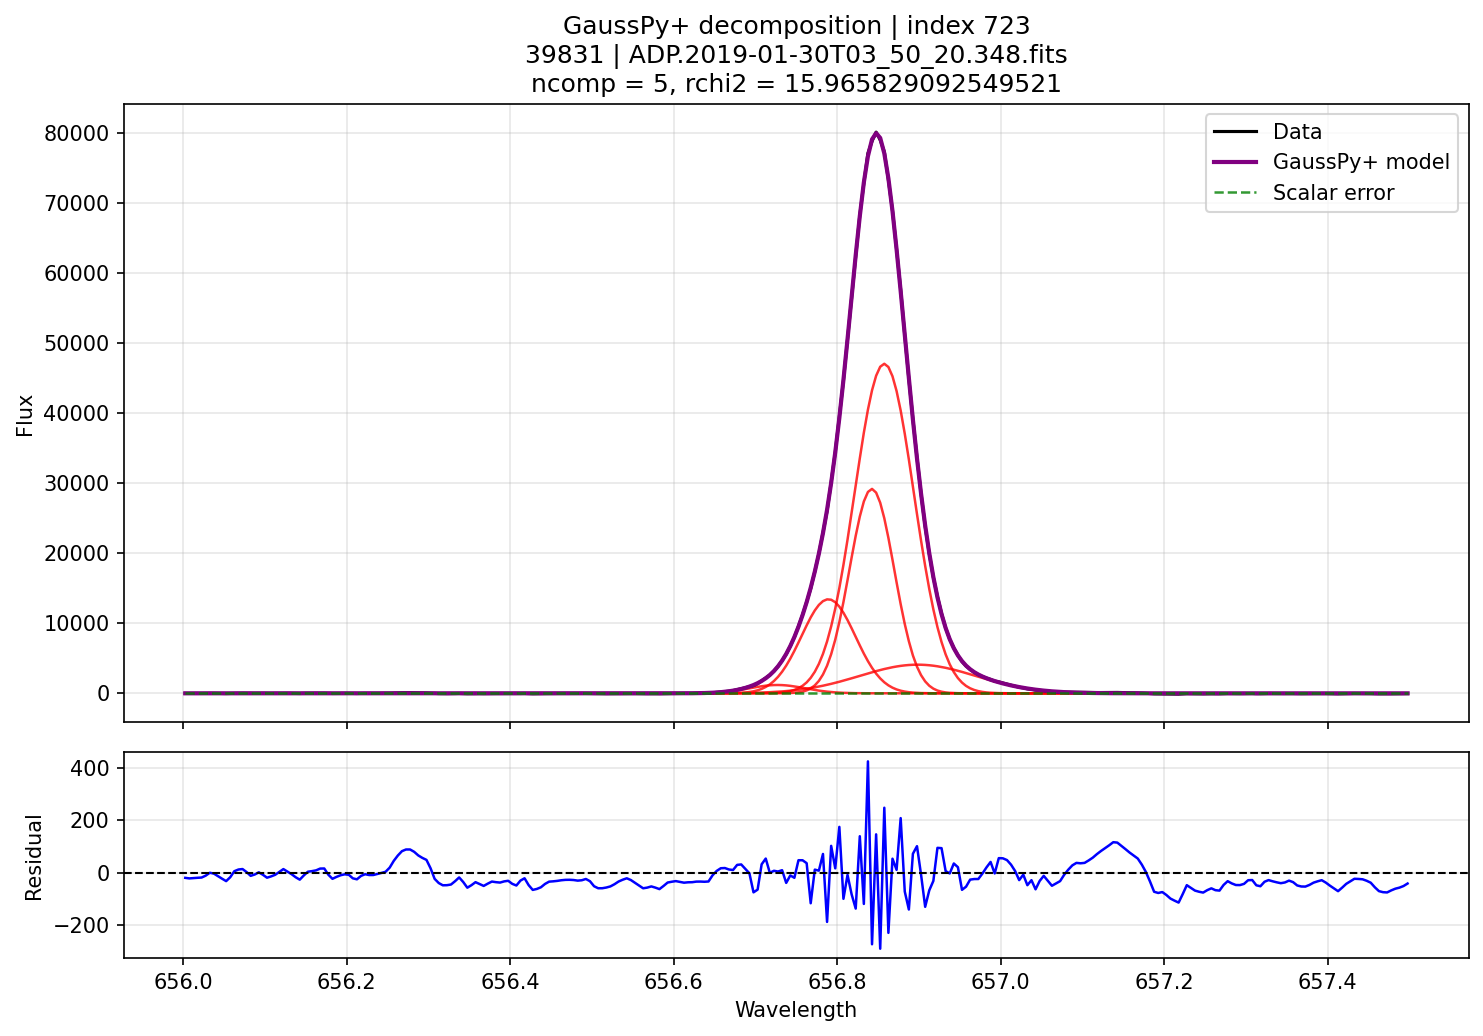 GaussPy+ decomposition | index 723
39831 | ADP.2019-01-30T03_50_20.348.fits
ncomp = 5, rchi2 = 15.965829092549521
Data
GaussPy+ model
Scalar error
Flux
80000
70000
60000
50000
40000
30000
20000
10000
0
Residual
400
200
0
−200
656.0 656.2 656.4 656.6 656.8 657.0 657.2 657.4
Wavelength